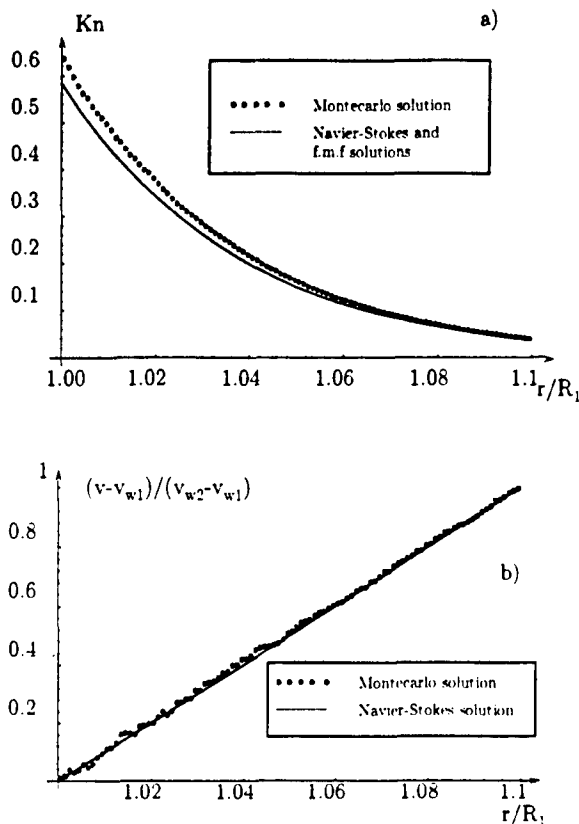 Kn
a)
0.6
0.5
0.4
0.3
0.2
0.1
Montecarlo solution
Navier-Stokes and
f.m.f solutions
1.00 1.02 1.04 1.06 1.08 1.1 r/R₁
1
(v-v_w1)/(v_w2-v_w1)
0.8
0.6
0.4
0.2
b)
Montecarlo solution
Navier-Stokes solution
1.02 1.04 1.06 1.08 1.1
r/R₁